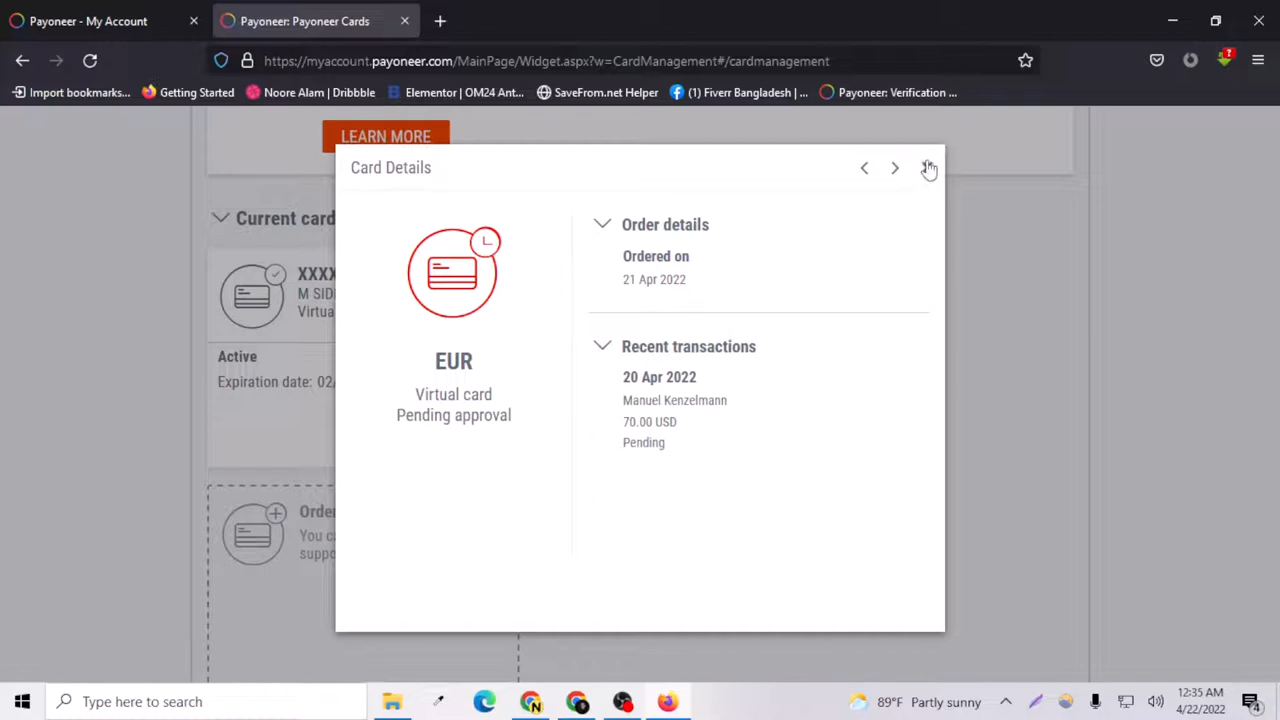 Payoneer - My Account
Payoneer: Payoneer Cards
https://myaccount.payoneer.com/MainPage/Widget.aspx?w=CardManagement#/cardmanagement
Import bookmarks...
Getting Started
Noore Alam | Dribbble
Elementor | OM24 Ant...
SaveFrom.net Helper
(1) Fiverr Bangladesh | ...
Payoneer: Verification ...
LEARN MORE
Card Details
Current card
XXXX
M SID
Virtua
Active
Expiration date: 02/
Order
You ca
suppo
EUR
Virtual card
Pending approval
Order details
Ordered on
21 Apr 2022
Recent transactions
20 Apr 2022
Manuel Kenzelmann
70.00 USD
Pending
Type here to search
89°F Partly sunny
12:35 AM
4/22/2022
4